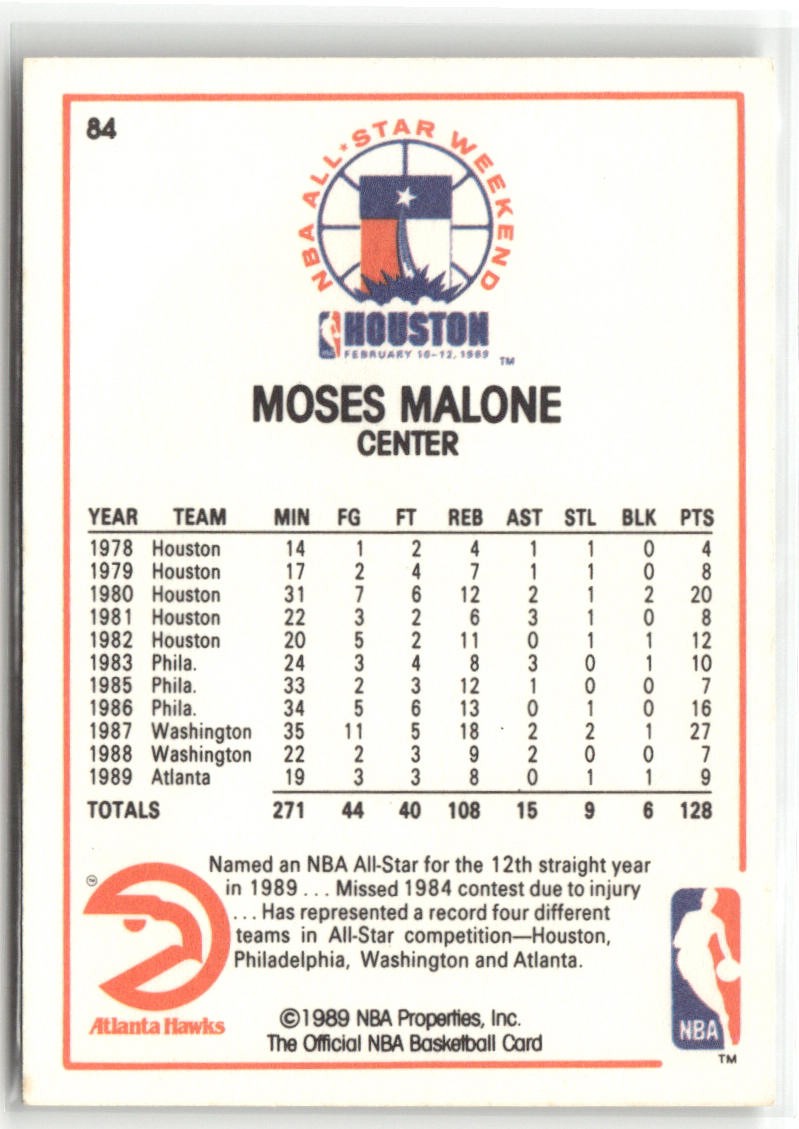 84
NBA ALL★STAR WEEKEND
HOUSTON
FEBRUARY 10-12, 1989 ™
MOSES MALONE
CENTER
YEAR TEAM MIN FG FT REB AST STL BLK PTS
1978 Houston 14 1 2 4 1 1 0 4
1979 Houston 17 2 4 7 1 1 0 8
1980 Houston 31 7 6 12 2 1 2 20
1981 Houston 22 3 2 6 3 1 0 8
1982 Houston 20 5 2 11 0 1 1 12
1983 Phila. 24 3 4 8 3 0 1 10
1985 Phila. 33 2 3 12 1 0 0 7
1986 Phila. 34 5 6 13 0 1 0 16
1987 Washington 35 11 5 18 2 2 1 27
1988 Washington 22 2 3 9 2 0 0 7
1989 Atlanta 19 3 3 8 0 1 1 9
TOTALS 271 44 40 108 15 9 6 128
Named an NBA All-Star for the 12th straight year
in 1989 . . . Missed 1984 contest due to injury
. . . Has represented a record four different
teams in All-Star competition—Houston,
Philadelphia, Washington and Atlanta.
™
Atlanta Hawks
©1989 NBA Properties, Inc.
The Official NBA Basketball Card
NBA
™